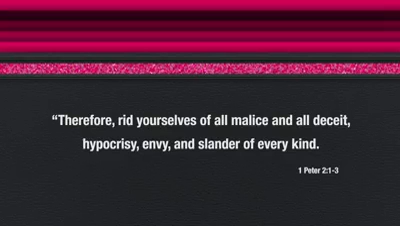 “Therefore, rid yourselves of all malice and all deceit,
hypocrisy, envy, and slander of every kind.
1 Peter 2:1-3